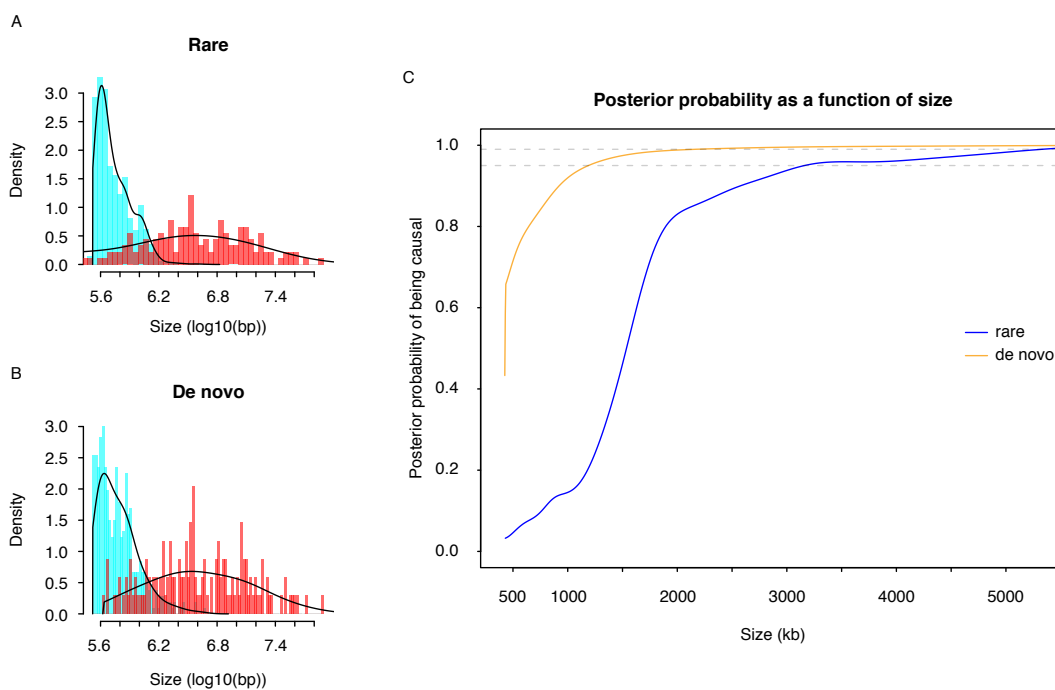 A
Rare
3.0
2.5
2.0
1.5
1.0
0.5
0.0
Density
5.6 6.2 6.8 7.4
Size (log10(bp))
B
De novo
3.0
2.5
2.0
1.5
1.0
0.5
0.0
Density
5.6 6.2 6.8 7.4
Size (log10(bp))
C
Posterior probability as a function of size
1.0
0.8
0.6
0.4
0.2
0.0
Posterior probability of being causal
rare
de novo
500 1000 2000 3000 4000 5000
Size (kb)